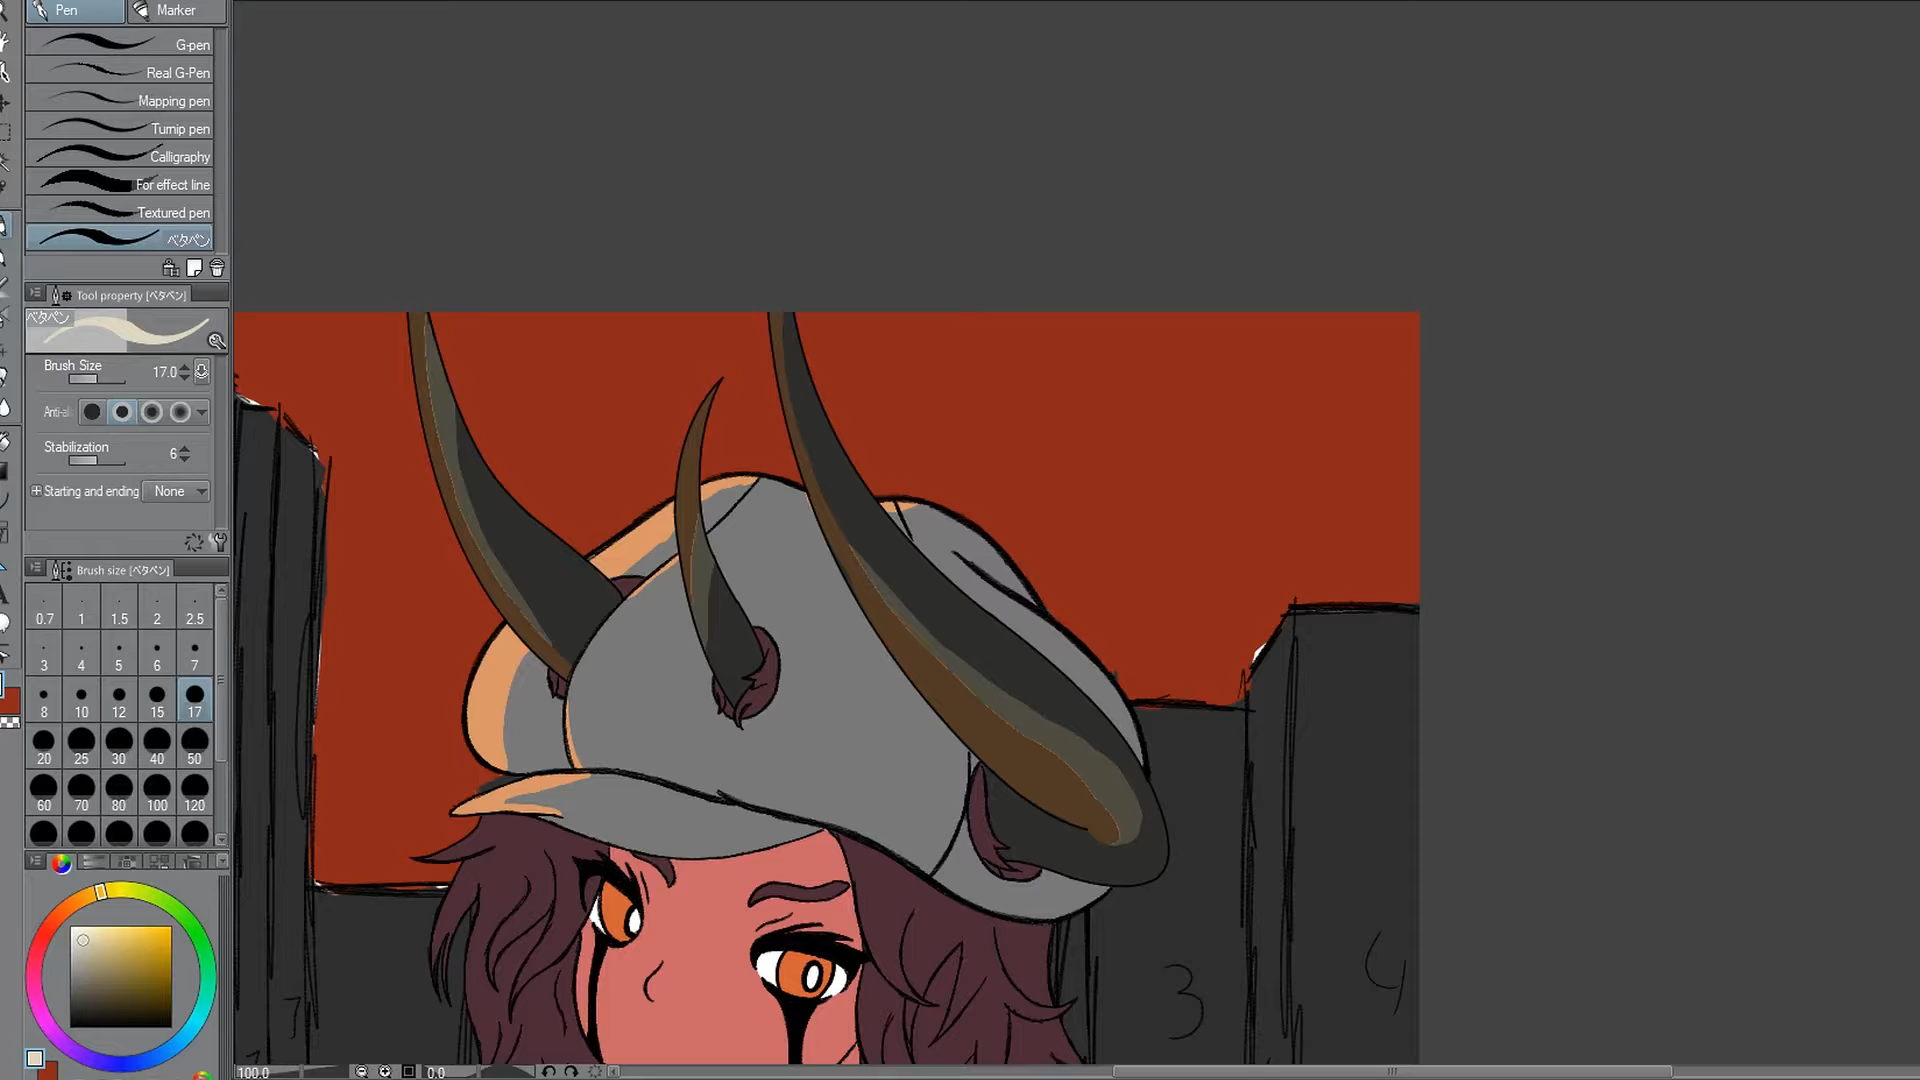 Pen
Marker
G-pen
Real G-Pen
Mapping pen
Turnip pen
Calligraphy
For effect line
Textured pen
ベタペン
Tool property [ベタペン]
ベタペン
Brush Size 17.0
Anti-al
Stabilization 6
Starting and ending None
Brush size [ベタペン]
0.7 1 1.5 2 2.5
3 4 5 6 7
8 10 12 15 17
20 25 30 40 50
60 70 80 100 120
3
4
7
100.0
0.0